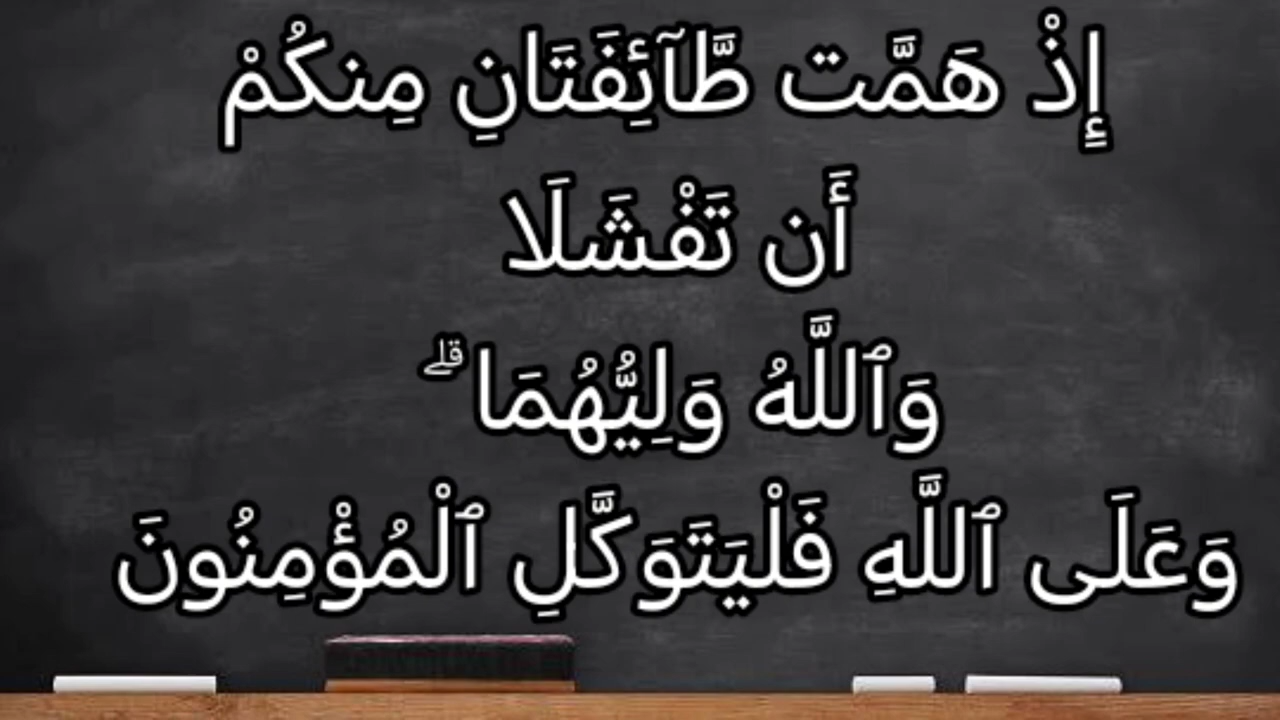 إِذْ هَمَّت طَّآئِفَتَانِ مِنكُمْ
أَن تَفْشَلَا
وَٱللَّهُ وَلِيُّهُمَا ۗ
وَعَلَى ٱللَّهِ فَلْيَتَوَكَّلِ ٱلْمُؤْمِنُونَ